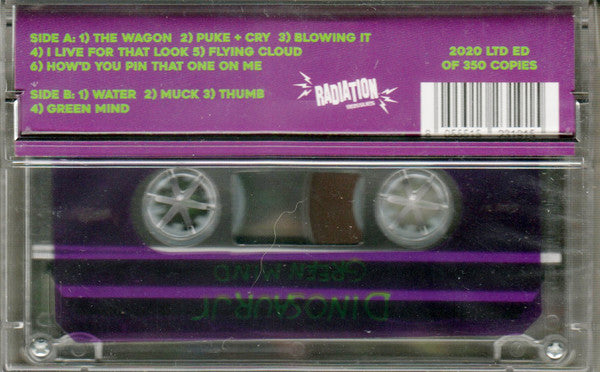 SIDE A: 1) THE WAGON 2) PUKE + CRY 3) BLOWING IT
4) I LIVE FOR THAT LOOK 5) FLYING CLOUD
6) HOW'D YOU PIN THAT ONE ON ME
SIDE B: 1) WATER 2) MUCK 3) THUMB
4) GREEN MIND
RADIATION
REISSUES
2020 LTD ED
OF 350 COPIES
DINOSAUR JR
GREEN MIND